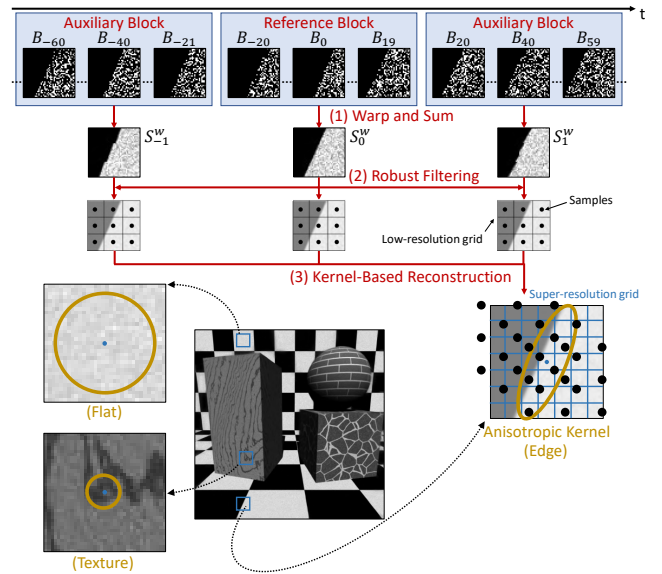 t
Auxiliary Block
Reference Block
Auxiliary Block
B₋₆₀ B₋₄₀ B₋₂₁
B₋₂₀ B₀ B₁₉
B₂₀ B₄₀ B₅₉
(1) Warp and Sum
S₋₁ʷ
S₀ʷ
S₁ʷ
(2) Robust Filtering
Samples
Low-resolution grid
(3) Kernel-Based Reconstruction
Super-resolution grid
(Flat)
Anisotropic Kernel
(Edge)
(Texture)